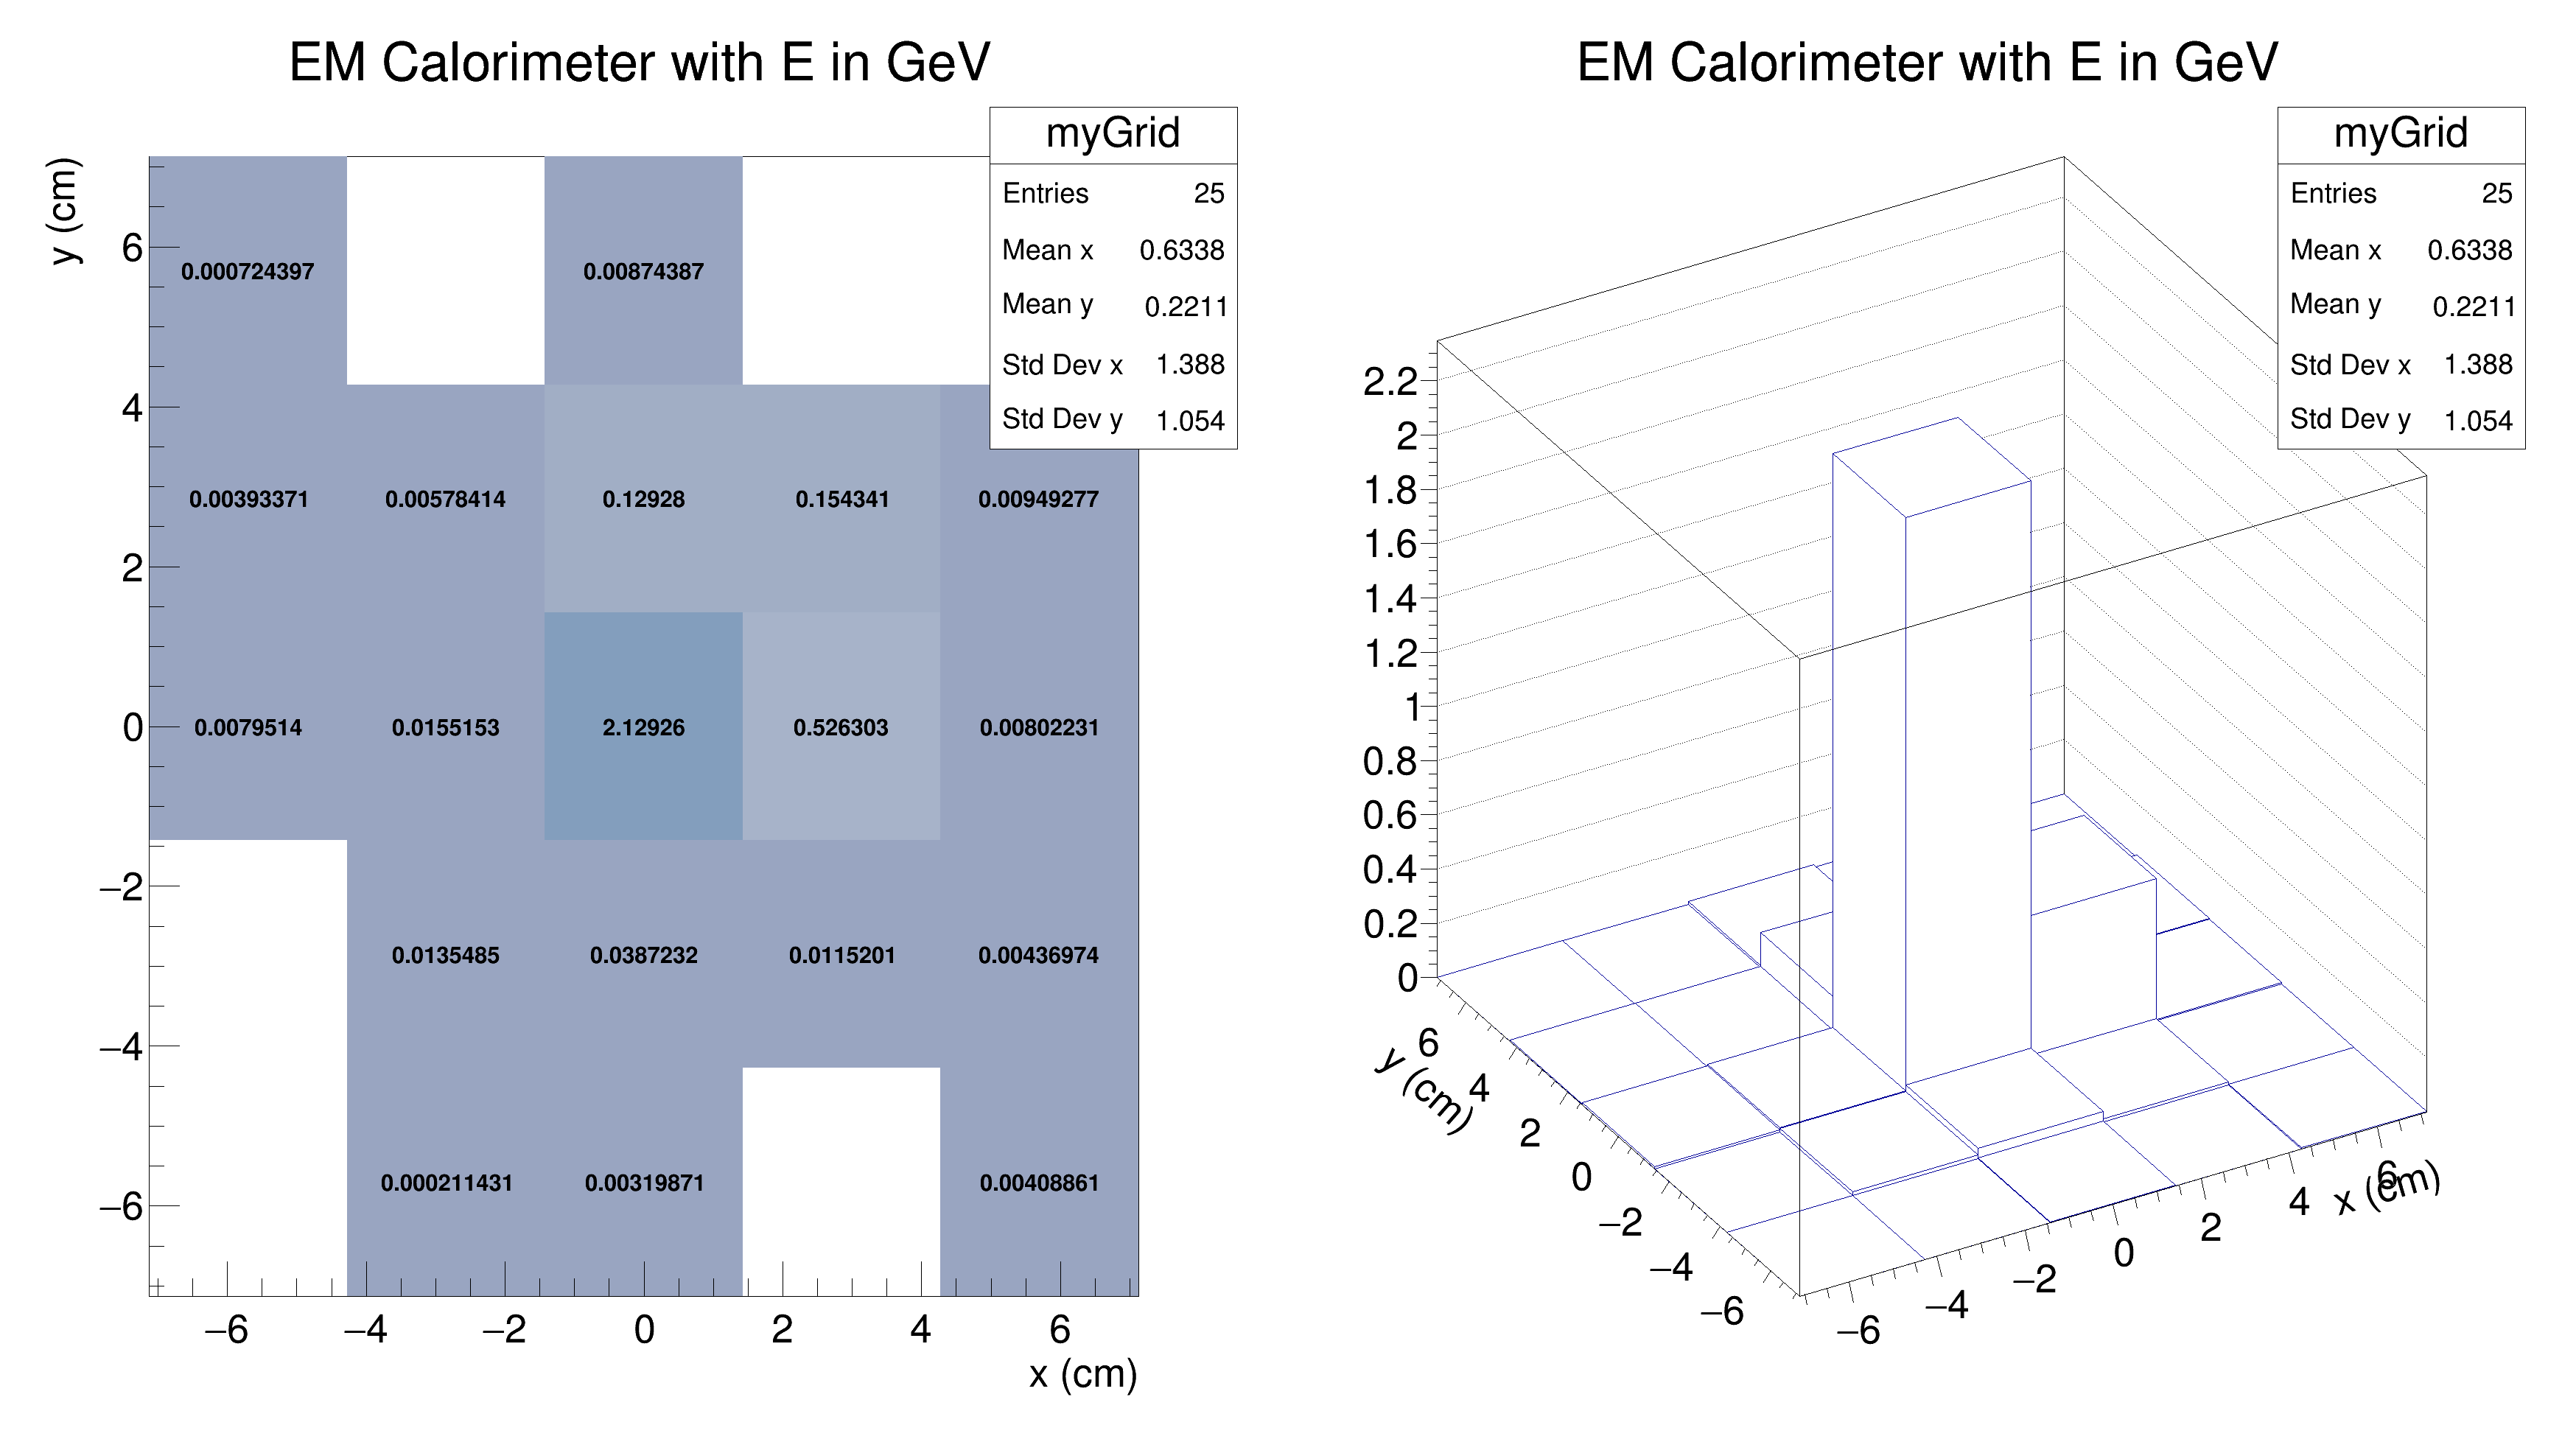 EM Calorimeter with E in GeV
myGrid
Entries 25
Mean x 0.6338
Mean y 0.2211
Std Dev x 1.388
Std Dev y 1.054
y (cm)
6
4
2
0
−2
−4
−6
0.000724397 0.00874387
0.00393371 0.00578414 0.12928 0.154341 0.00949277
0.0079514 0.0155153 2.12926 0.526303 0.00802231
0.0135485 0.0387232 0.0115201 0.00436974
0.000211431 0.00319871 0.00408861
−6 −4 −2 0 2 4 6
x (cm)
EM Calorimeter with E in GeV
myGrid
Entries 25
Mean x 0.6338
Mean y 0.2211
Std Dev x 1.388
Std Dev y 1.054
2.2
2
1.8
1.6
1.4
1.2
1
0.8
0.6
0.4
0.2
0
6
4
2
0
−2
−4
−6
y (cm)
−6 −4 −2 0 2 4 6
x (cm)